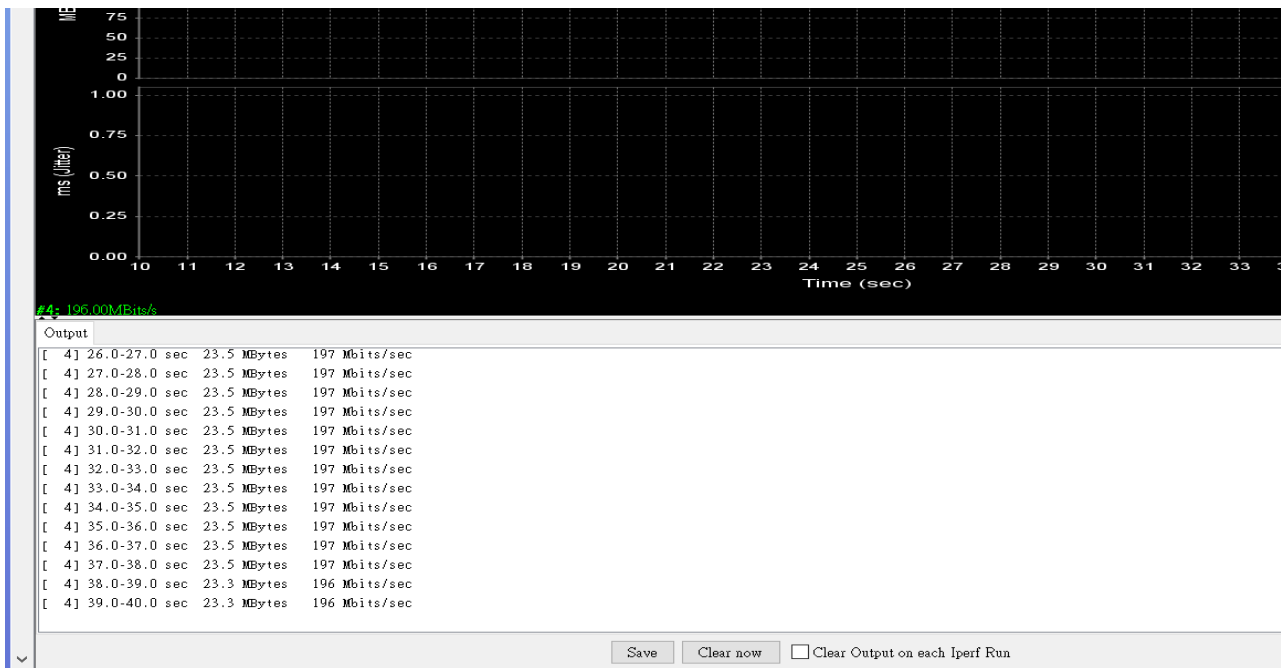 MB
75
50
25
0
1.00
0.75
0.50
0.25
0.00
ms (Jitter)
10 11 12 13 14 15 16 17 18 19 20 21 22 23 24 25 26 27 28 29 30 31 32 33
Time (sec)
#4: 196.00MBits/s
Output
[  4] 26.0-27.0 sec  23.5 MBytes   197 Mbits/sec
[  4] 27.0-28.0 sec  23.5 MBytes   197 Mbits/sec
[  4] 28.0-29.0 sec  23.5 MBytes   197 Mbits/sec
[  4] 29.0-30.0 sec  23.5 MBytes   197 Mbits/sec
[  4] 30.0-31.0 sec  23.5 MBytes   197 Mbits/sec
[  4] 31.0-32.0 sec  23.5 MBytes   197 Mbits/sec
[  4] 32.0-33.0 sec  23.5 MBytes   197 Mbits/sec
[  4] 33.0-34.0 sec  23.5 MBytes   197 Mbits/sec
[  4] 34.0-35.0 sec  23.5 MBytes   197 Mbits/sec
[  4] 35.0-36.0 sec  23.5 MBytes   197 Mbits/sec
[  4] 36.0-37.0 sec  23.5 MBytes   197 Mbits/sec
[  4] 37.0-38.0 sec  23.5 MBytes   197 Mbits/sec
[  4] 38.0-39.0 sec  23.3 MBytes   196 Mbits/sec
[  4] 39.0-40.0 sec  23.3 MBytes   196 Mbits/sec
Save Clear now Clear Output on each Iperf Run